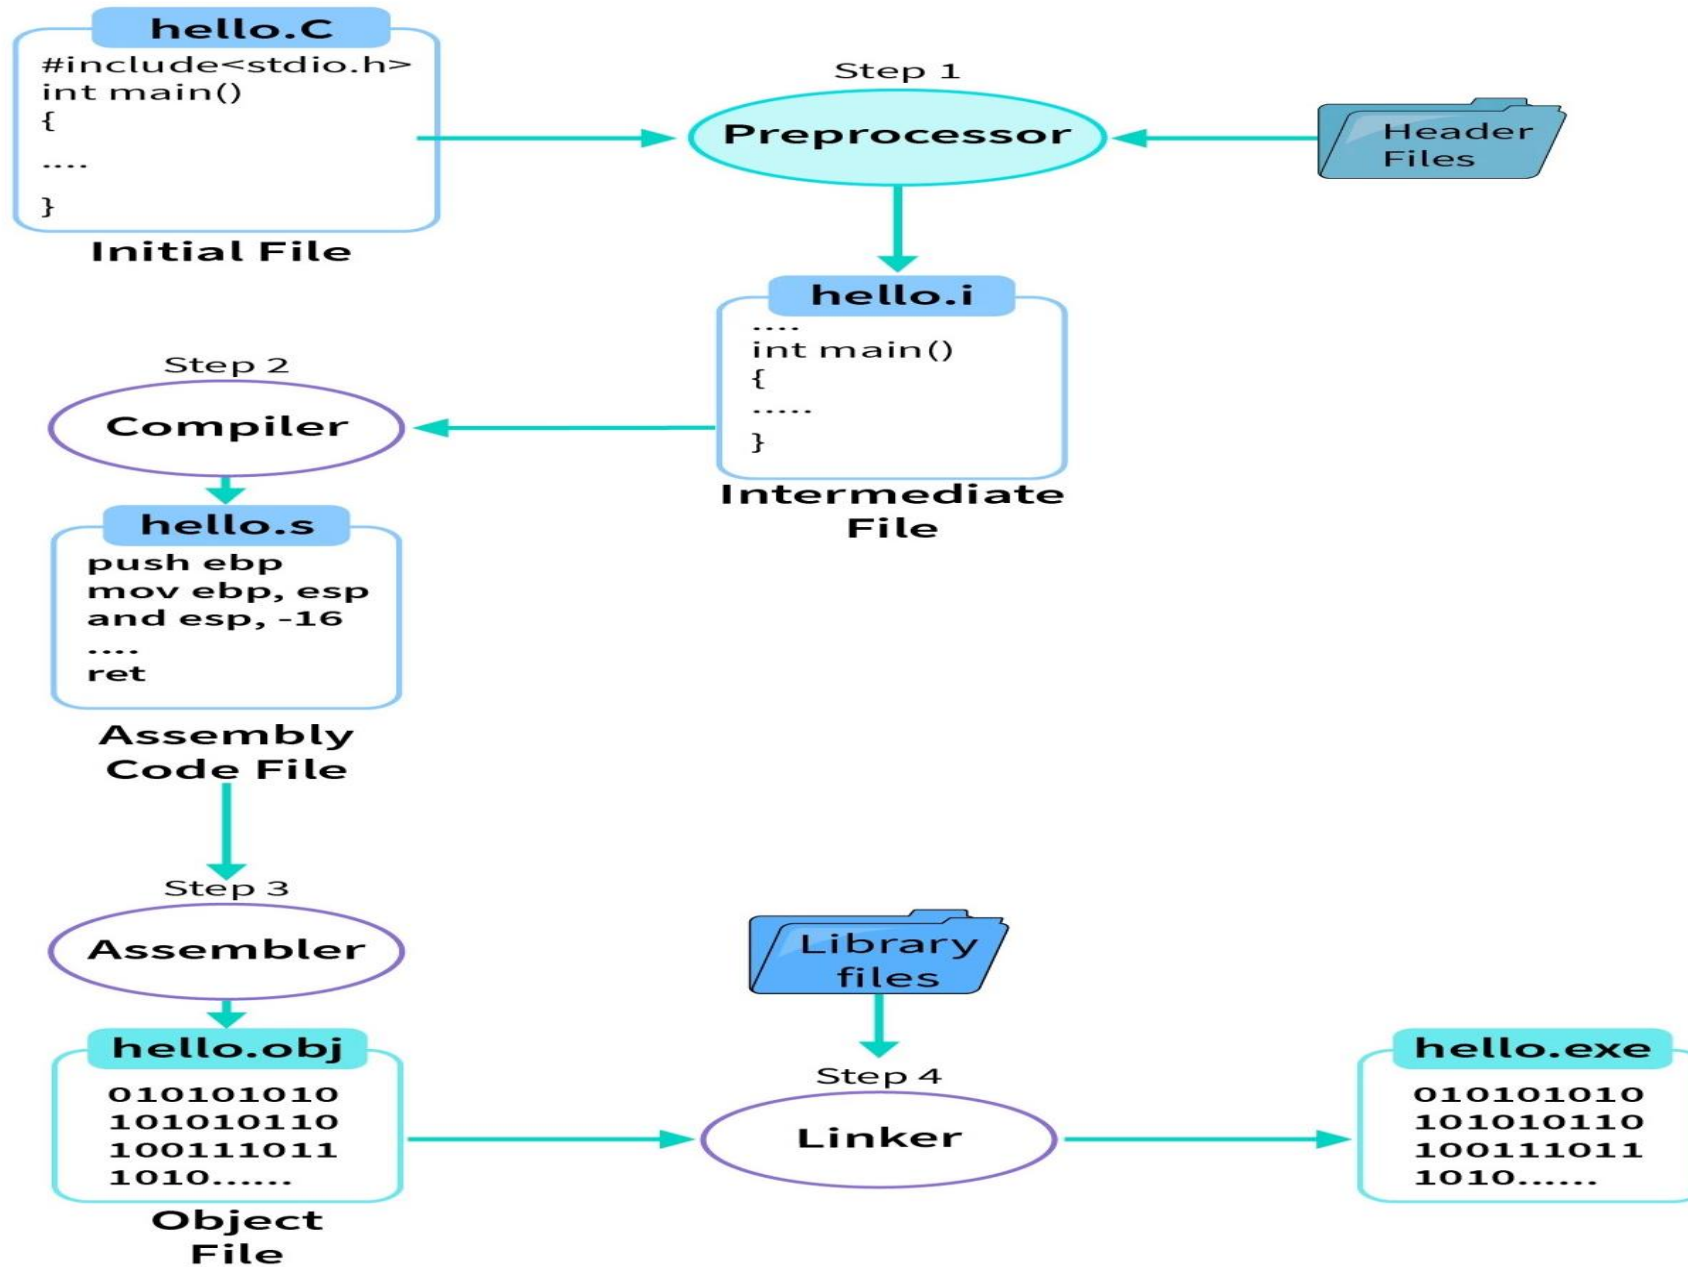 hello.C
#include<stdio.h>
int main()
{
....
}
Initial File
Step 1
Preprocessor
Header
Files
hello.i
....
int main()
{
.....
}
Intermediate
File
Step 2
Compiler
hello.s
push ebp
mov ebp, esp
and esp, -16
....
ret
Assembly
Code File
Step 3
Assembler
hello.obj
010101010
101010110
100111011
1010......
Object
File
Library
files
Step 4
Linker
hello.exe
010101010
101010110
100111011
1010......